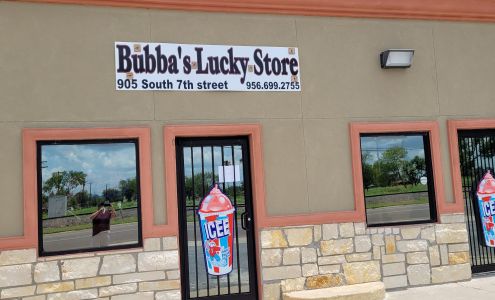 Bubba's Lucky Store
905 South 7th street 956.699.2755
ICEE
ICEE